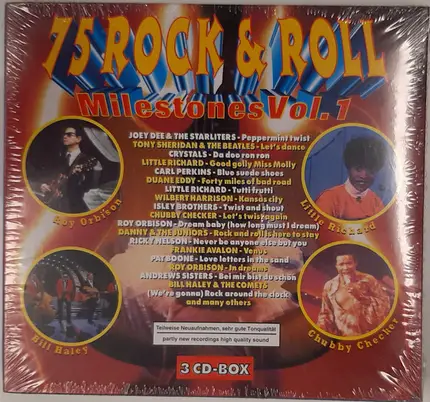 75 ROCK & ROLL
Milestones Vol. 1
JOEY DEE & THE STARLITERS - Peppermint twist
TONY SHERIDAN & THE BEATLES - Let's dance
CRYSTALS - Da doo ron ron
LITTLE RICHARD - Good golly Miss Molly
CARL PERKINS - Blue suede shoes
DUANE EDDY - Forty miles of bad road
LITTLE RICHARD - Tutti frutti
WILBERT HARRISON - Kansas city
ISLEY BROTHERS - Twist and shout
CHUBBY CHECKER - Let's twist again
ROY ORBISON - Dream baby (how long must I dream)
DANNY & THE JUNIORS - Rock and roll is here to stay
RICKY NELSON - Never be anyone else but you
FRANKIE AVALON - Venus
PAT BOONE - Love letters in the sand
ROY ORBISON - In dreams
ANDREWS SISTERS - Bei mir bist du schön
BILL HALEY & THE COMETS
(We're gonna) Rock around the clock
and many others
Roy Orbison
Little Richard
Bill Haley
Chubby Checker
Teilweise Neuaufnahmen, sehr gute Tonqualität
partly new recordings high quality sound
3 CD-BOX